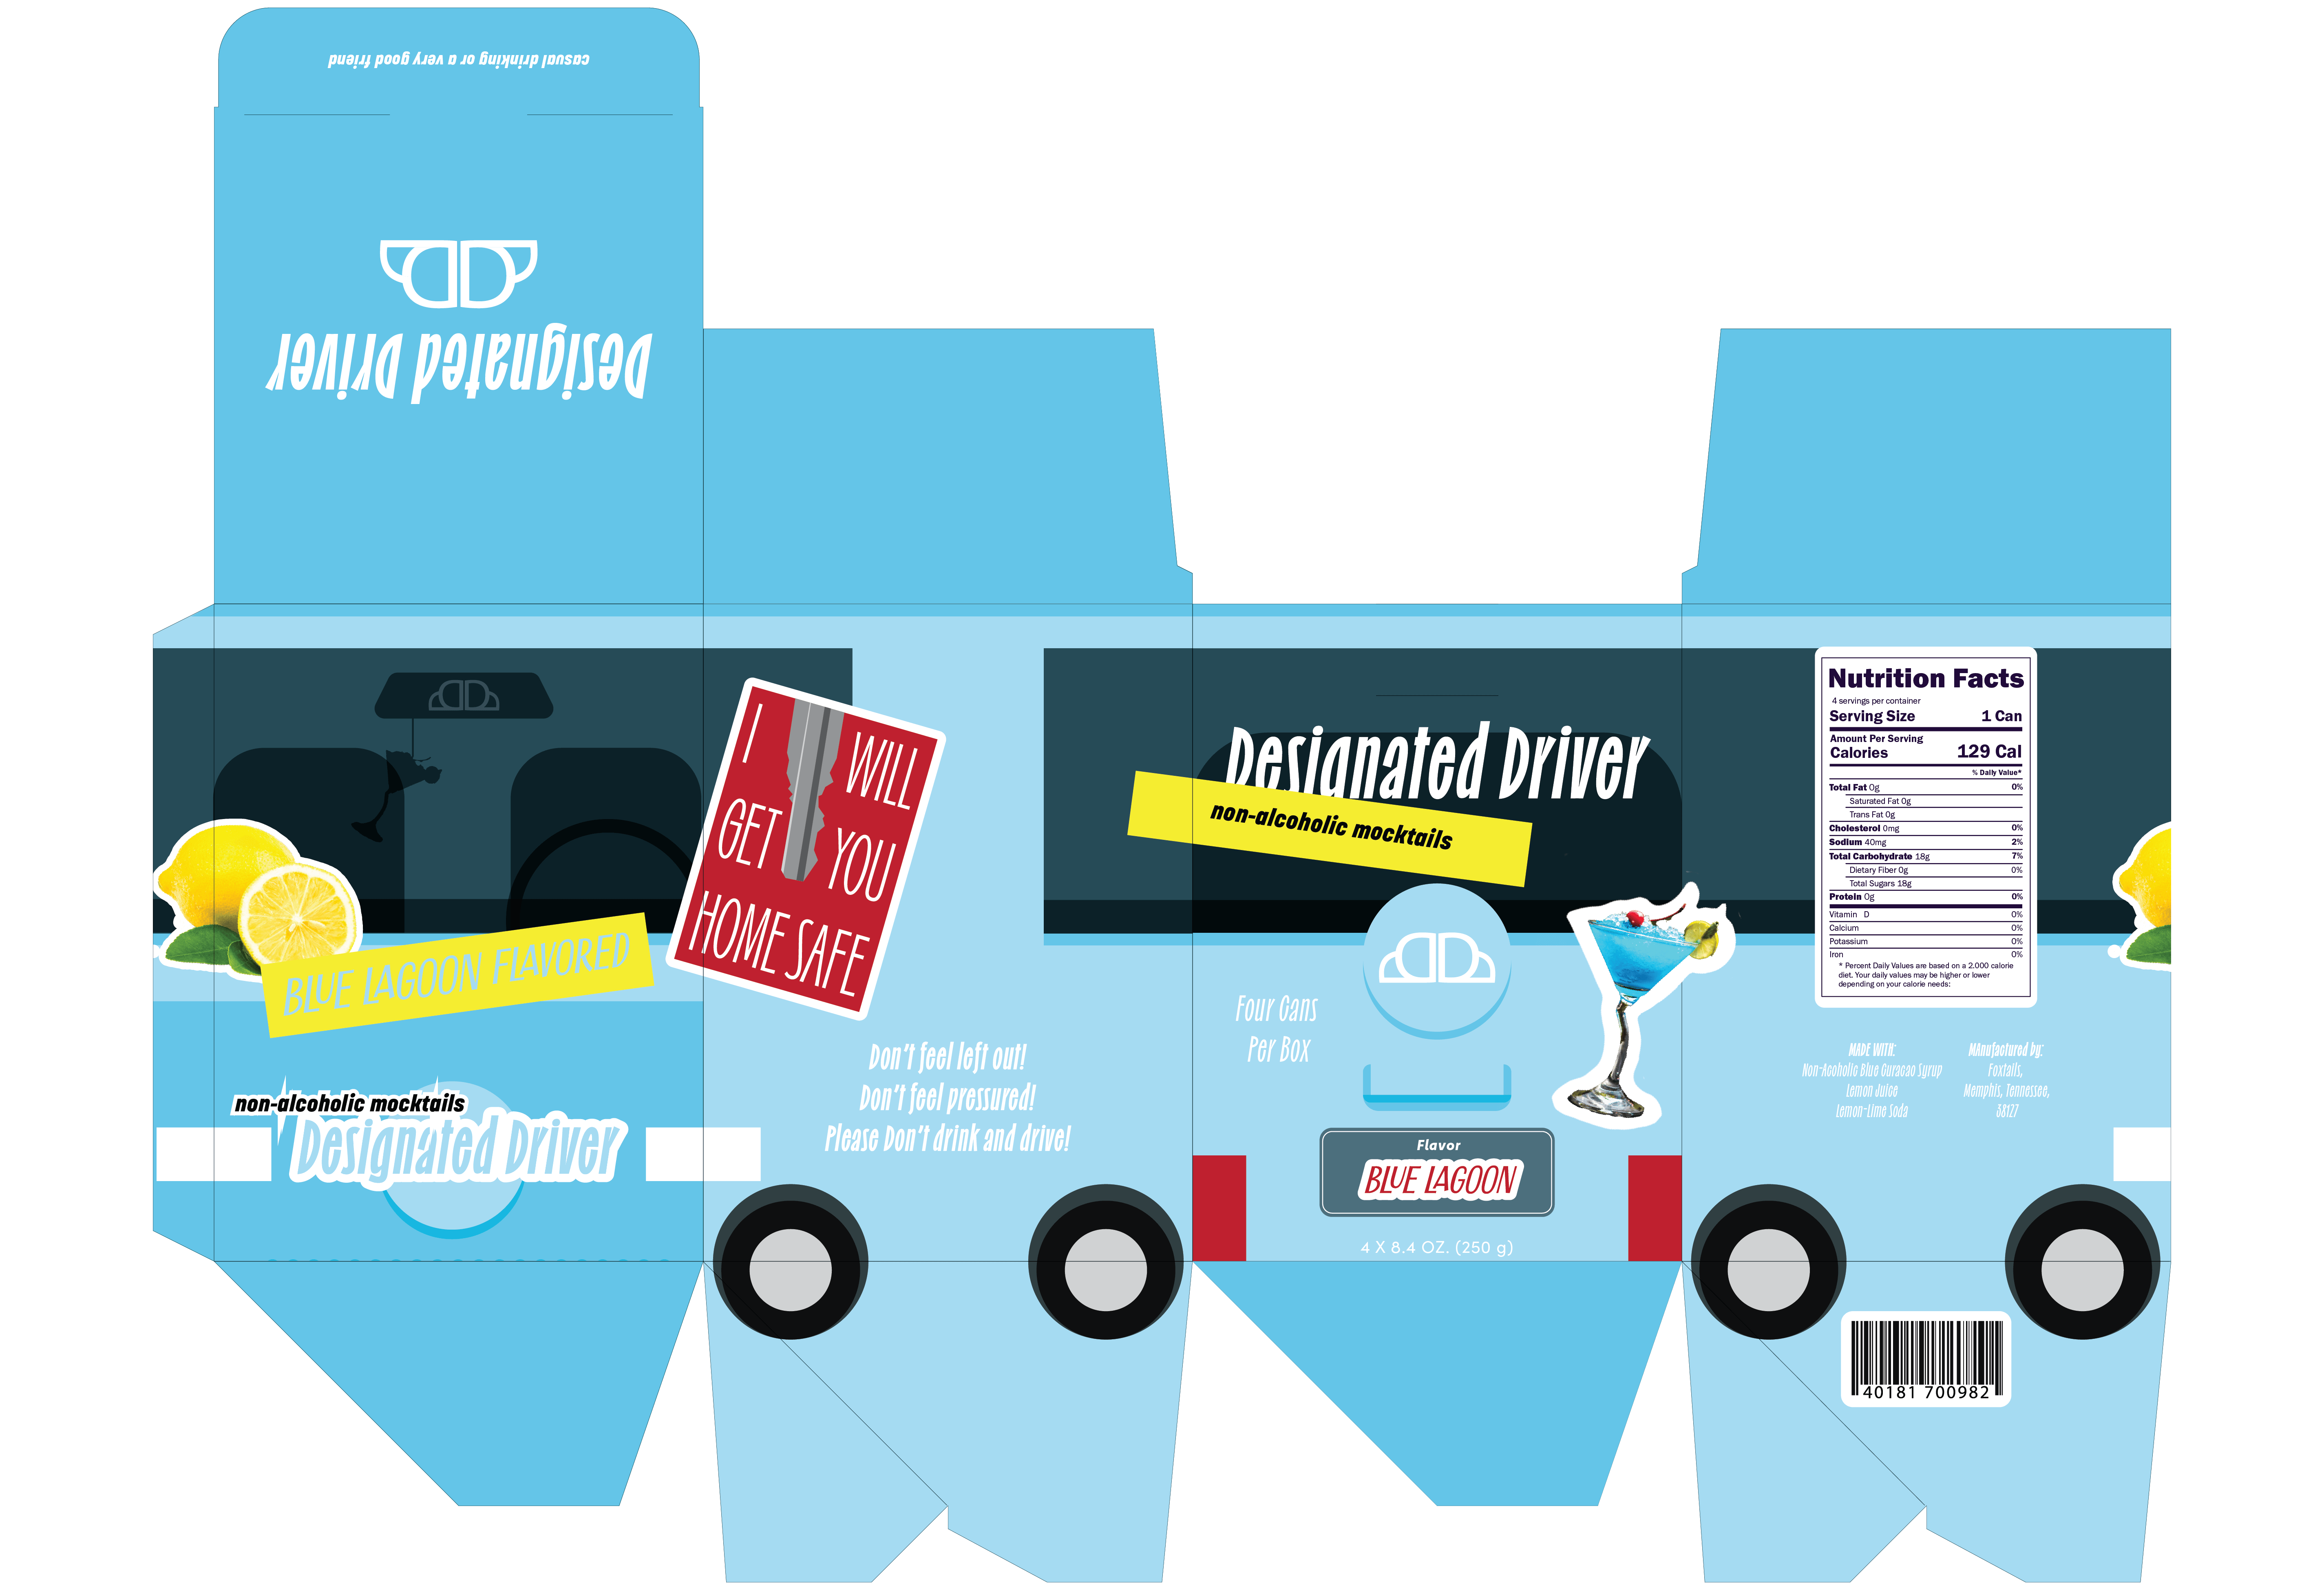 casual drinking or a very good friend
DD
Designated Driver
DD
BLUE LAGOON FLAVORED
non-alcoholic mocktails
Designated Driver
I WILL
GET YOU
HOME SAFE
Don't feel left out!
Don't feel pressured!
Please Don't drink and drive!
Designated Driver
non-alcoholic mocktails
DD
Four Cans
Per Box
Flavor
BLUE LAGOON
4 X 8.4 OZ. (250 g)
Nutrition Facts
4 servings per container
Serving Size 1 Can
Amount Per Serving
Calories 129 Cal
% Daily Value*
Total Fat 0g 0%
Saturated Fat 0g
Trans Fat 0g
Cholesterol 0mg 0%
Sodium 40mg 2%
Total Carbohydrate 18g 7%
Dietary Fiber 0g 0%
Total Sugars 18g
Protein 0g 0%
Vitamin D 0%
Calcium 0%
Potassium 0%
Iron 0%
* Percent Daily Values are based on a 2,000 calorie
diet. Your daily values may be higher or lower
depending on your calorie needs:
MADE WITH:
Non-Acoholic Blue Curacao Syrup
Lemon Juice
Lemon-Lime Soda
MAnufactured by:
Foxtails,
Memphis, Tennessee,
38127
40181 700982